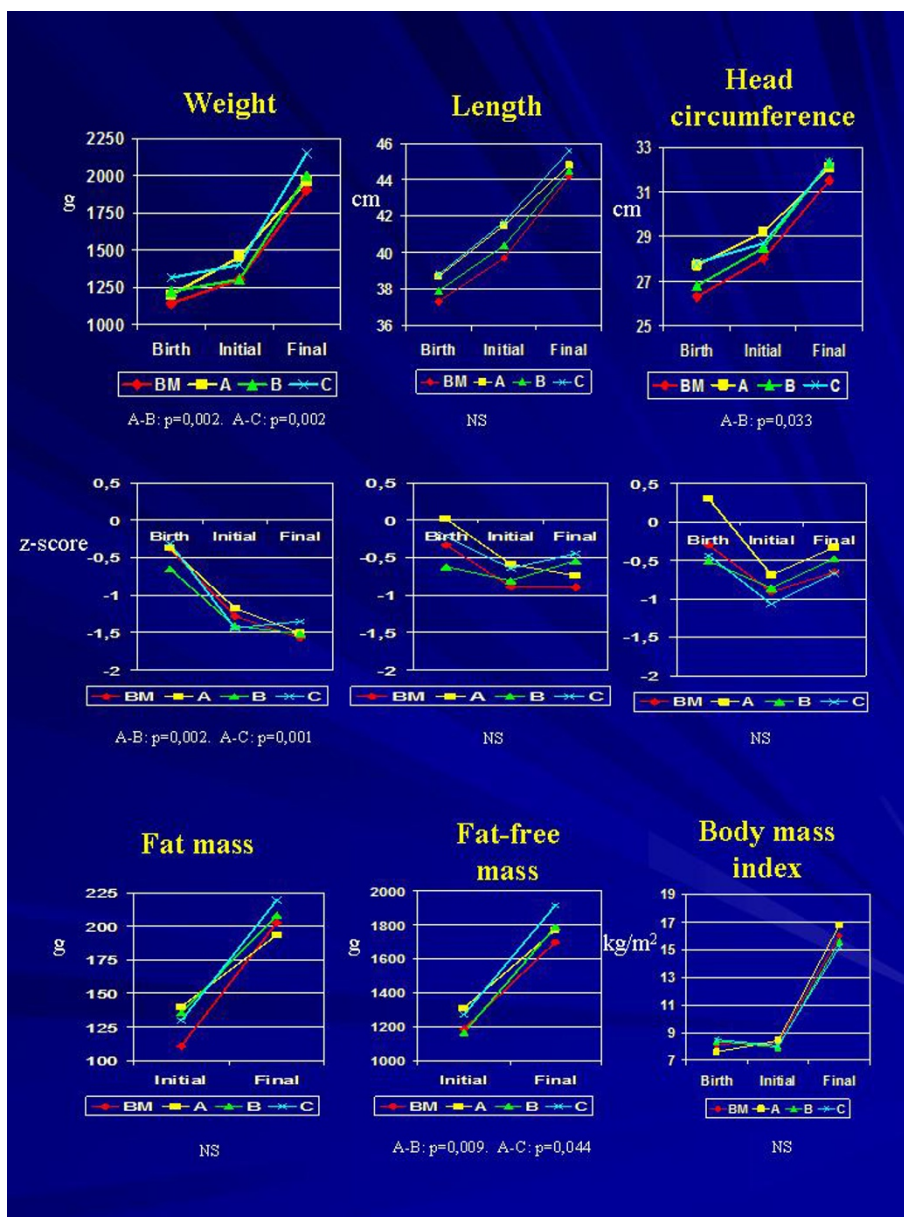 Weight
Length
Head
circumference
2250
2000
1750
1500
1250
1000
g
Birth Initial Final
BM A B C
A-B: p=0,002. A-C: p=0,002
46
44
42
40
38
36
cm
Birth Initial Final
BM A B C
NS
33
31
29
27
25
cm
Birth Initial Final
BM A B C
A-B: p=0,033
z-score
0,5
0
-0,5
-1
-1,5
-2
Birth Initial Final
BM A B C
A-B: p=0,002. A-C: p=0,001
0,5
0
-0,5
-1
-1,5
-2
Birth Initial Final
BM A B C
NS
0,5
0
-0,5
-1
-1,5
-2
Birth Initial Final
BM A B C
NS
Fat mass
Fat-free
mass
Body mass
index
225
200
175
150
125
100
g
Initial Final
BM A B C
NS
2000
1800
1600
1400
1200
1000
g
Initial Final
BM A B C
A-B: p=0,009. A-C: p=0,044
19
17
15
13
11
9
7
kg/m²
Birth Initial Final
BM A B C
NS